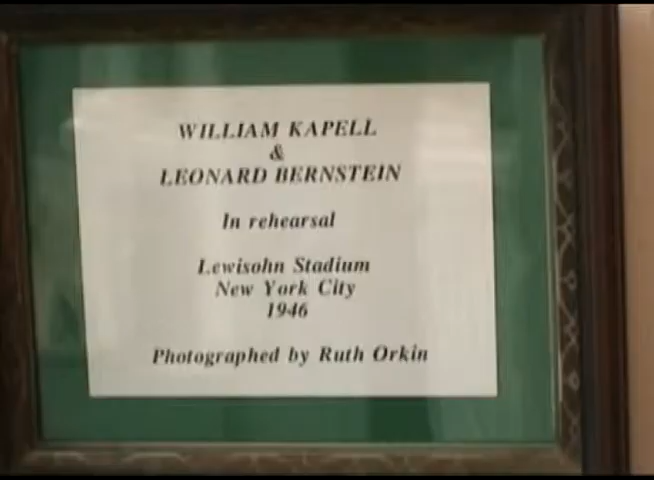 WILLIAM KAPELL
&
LEONARD BERNSTEIN
In rehearsal
Lewisohn Stadium
New York City
1946
Photographed by Ruth Orkin